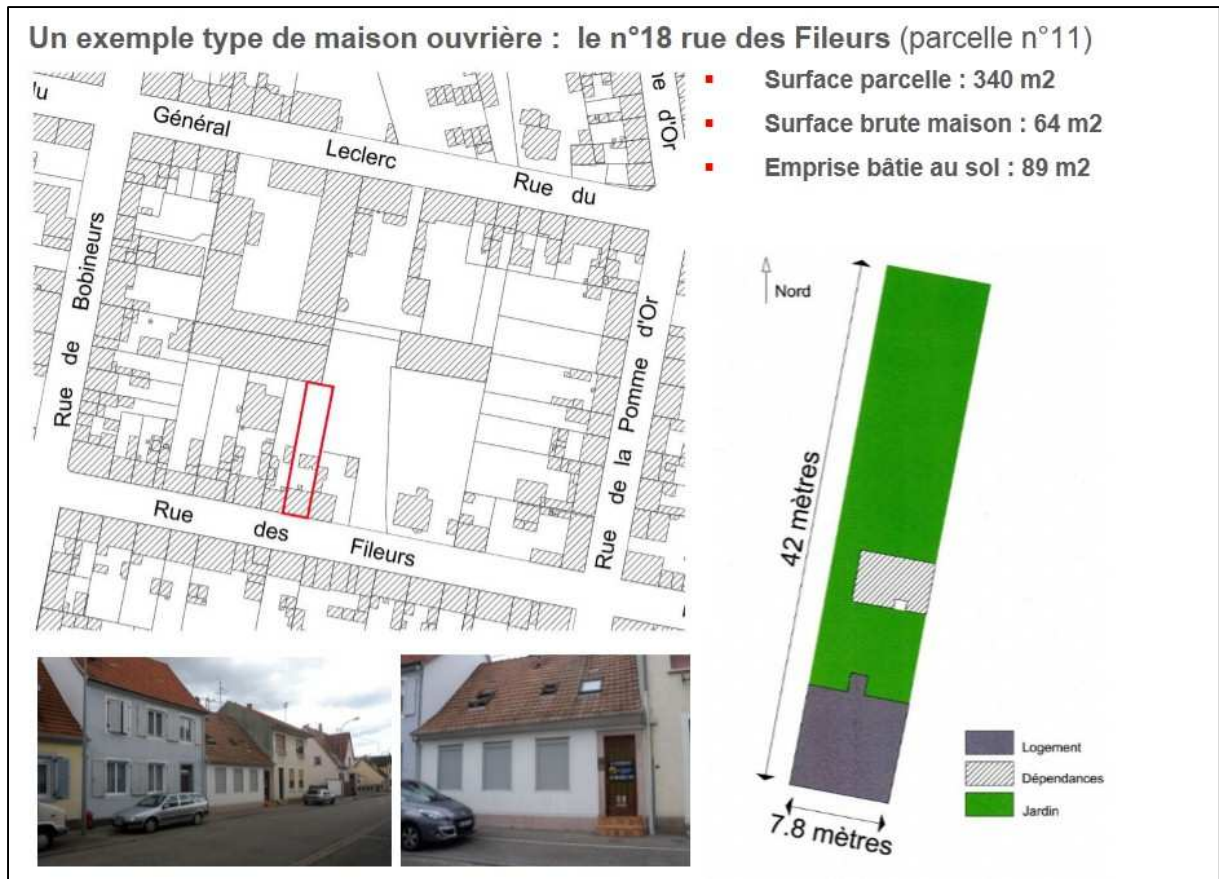 Un exemple type de maison ouvrière : le n°18 rue des Fileurs (parcelle n°11)
▪ Surface parcelle : 340 m2
▪ Surface brute maison : 64 m2
▪ Emprise bâtie au sol : 89 m2
du
Général
Leclerc
Rue du
d'Or
Rue de Bobineurs
Rue de la Pomme d'Or
Rue des Fileurs
Nord
42 mètres
7.8 mètres
Logement
Dépendances
Jardin